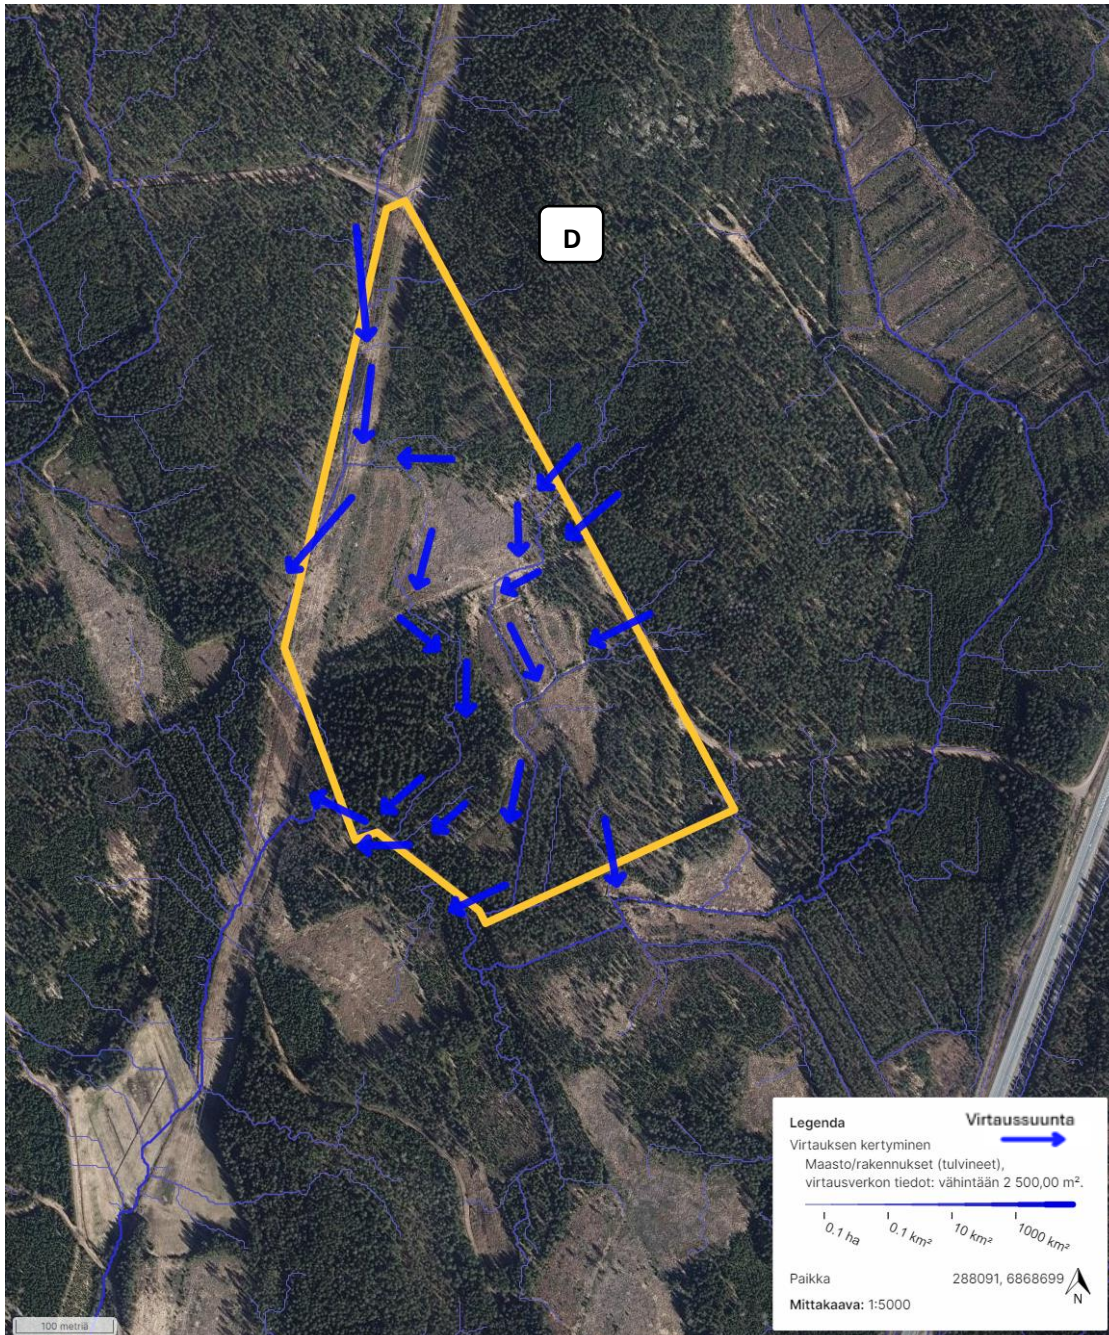 D
Legenda
Virtaussuunta
Virtauksen kertyminen
Maasto/rakennukset (tulvineet),
virtausverkon tiedot: vähintään 2 500,00 m².
0.1 ha
0.1 km²
10 km²
1000 km²
Paikka
288091, 6868699
N
Mittakaava: 1:5000
100 metriä